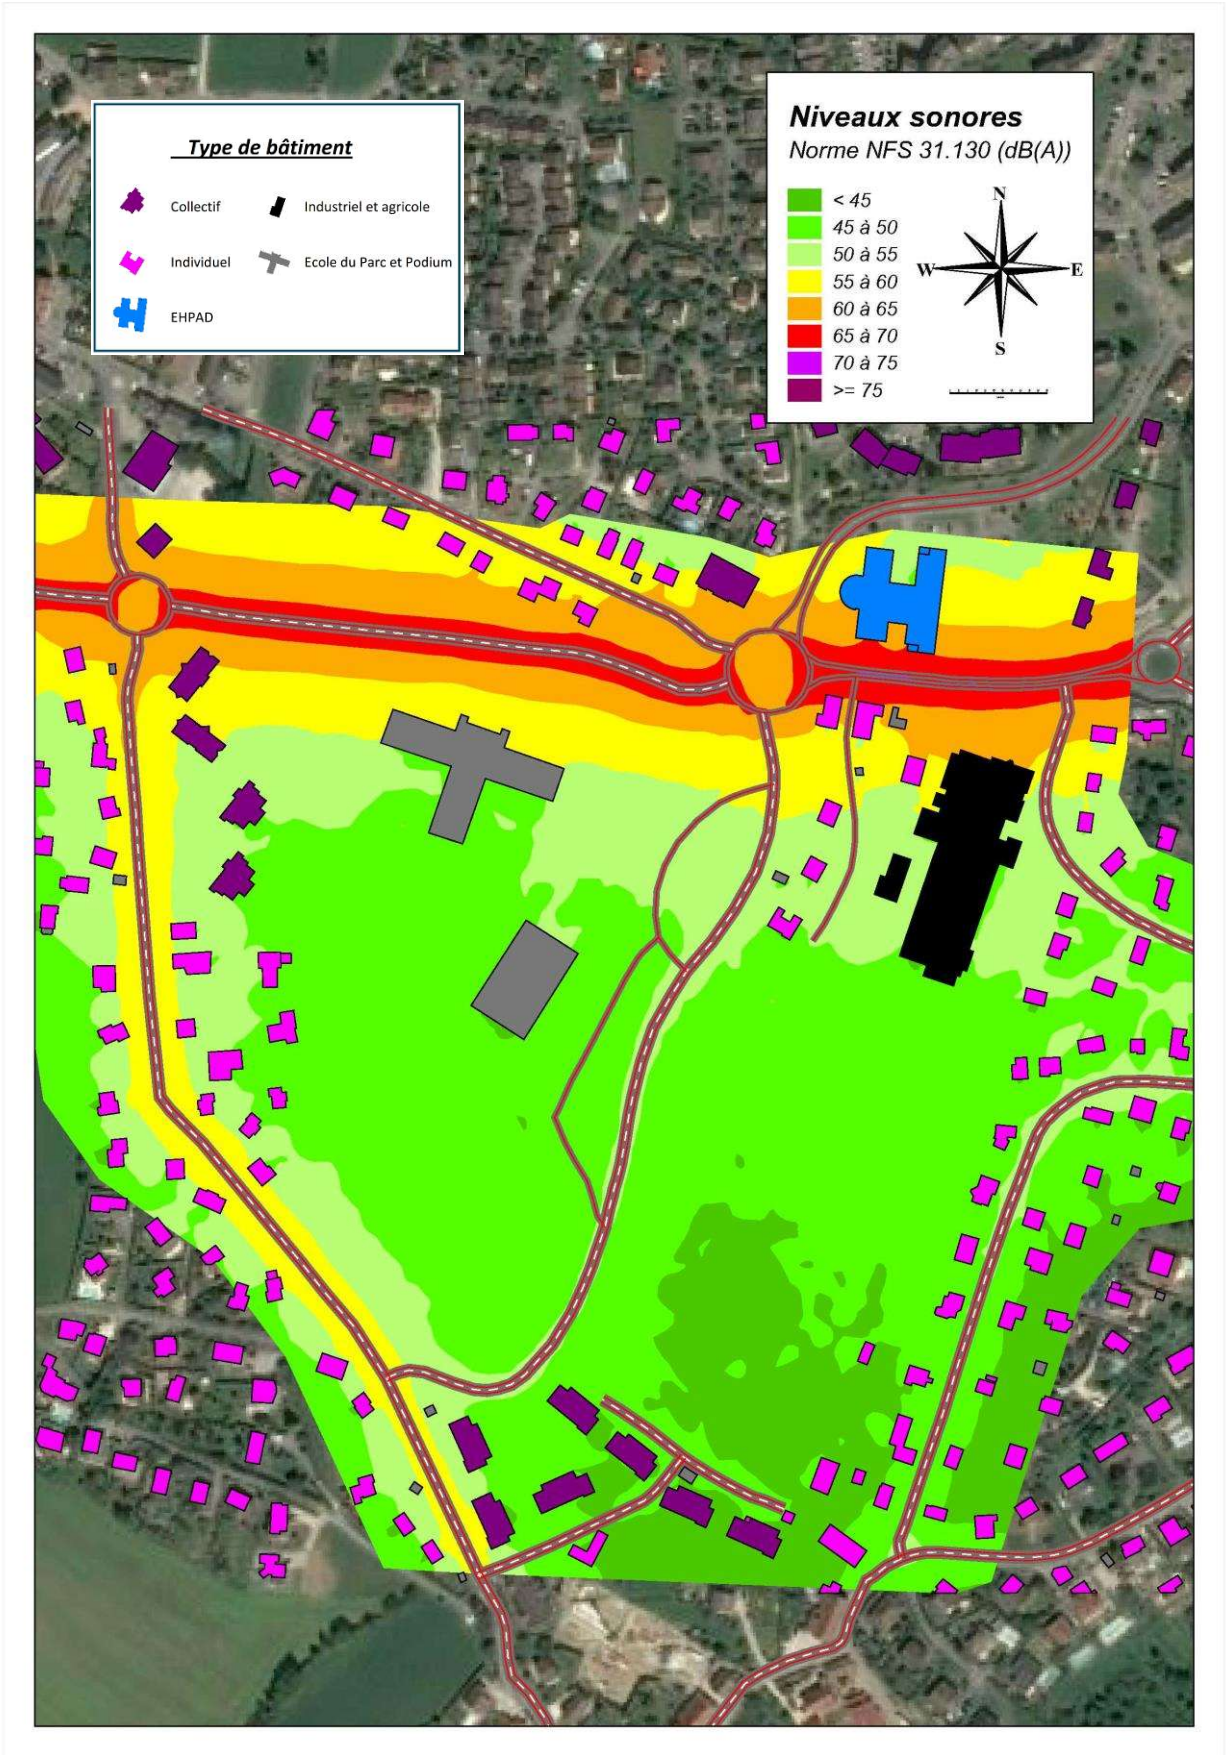 Type de bâtiment
Collectif
Industriel et agricole
Individuel
Ecole du Parc et Podium
EHPAD
Niveaux sonores
Norme NFS 31.130 (dB(A))
< 45
45 à 50
50 à 55
55 à 60
60 à 65
65 à 70
70 à 75
>= 75
N
W
E
S